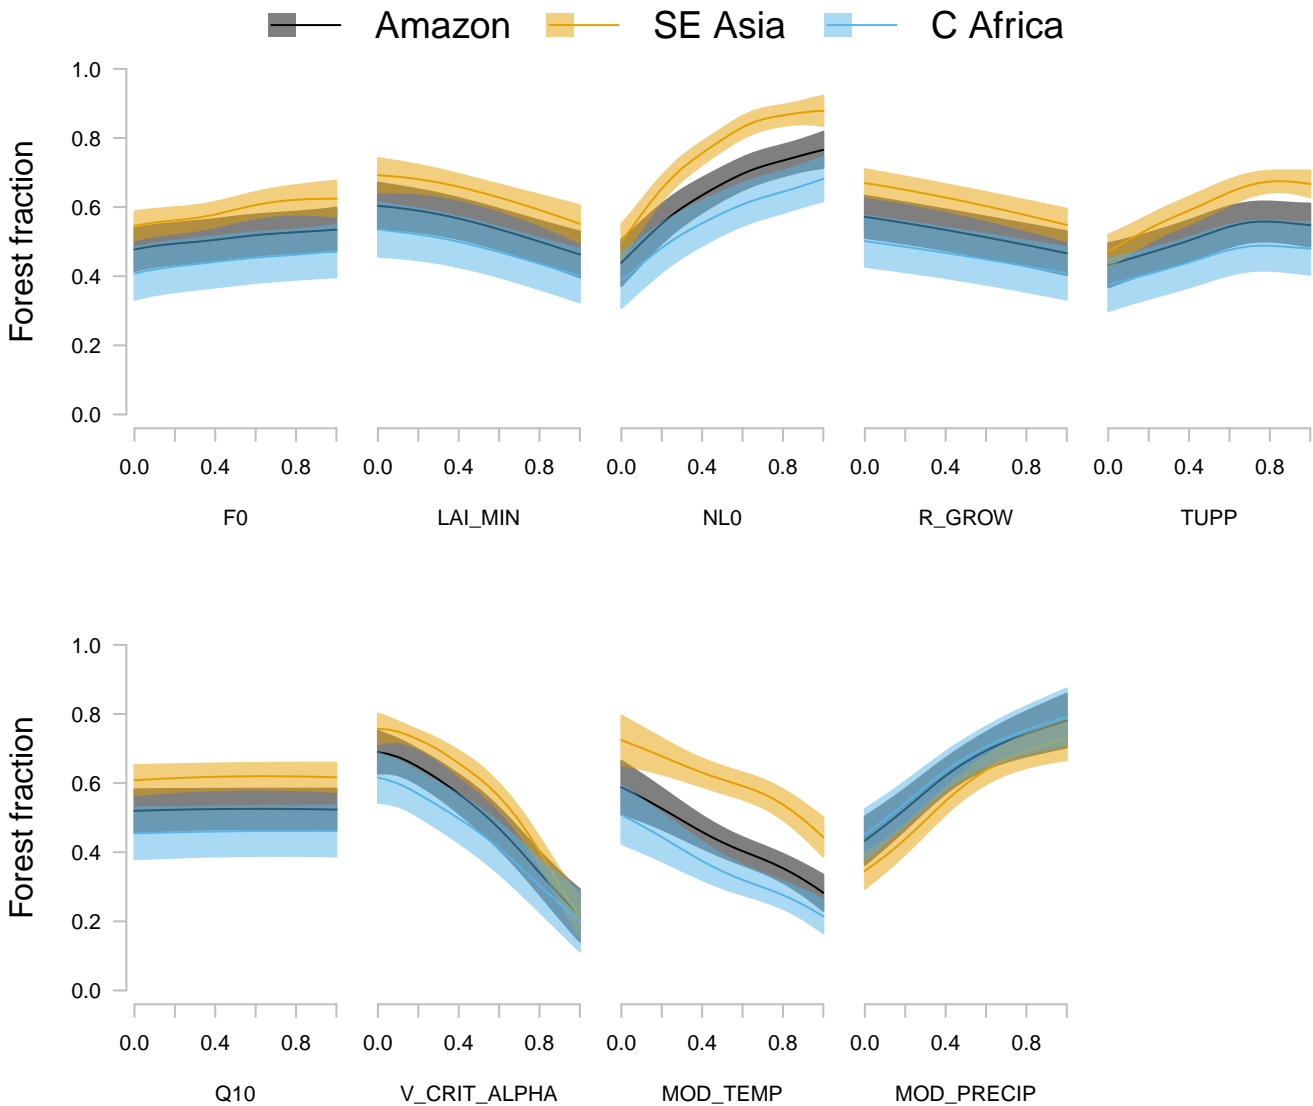 Amazon SE Asia C Africa
Forest fraction
1.0
0.8
0.6
0.4
0.2
0.0
0.0 0.4 0.8 0.0 0.4 0.8 0.0 0.4 0.8 0.0 0.4 0.8 0.0 0.4 0.8
F0 LAI_MIN NL0 R_GROW TUPP
Forest fraction
1.0
0.8
0.6
0.4
0.2
0.0
0.0 0.4 0.8 0.0 0.4 0.8 0.0 0.4 0.8 0.0 0.4 0.8
Q10 V_CRIT_ALPHA MOD_TEMP MOD_PRECIP